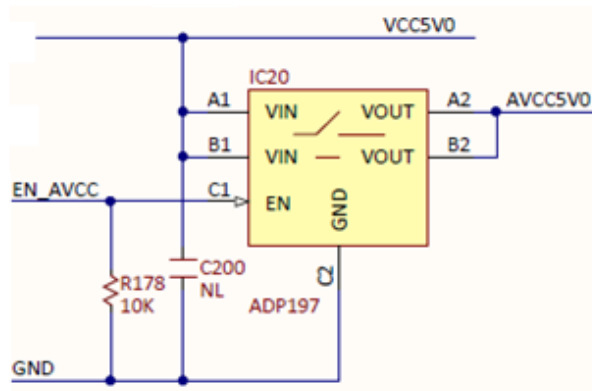 VCC5V0
IC20
A1 VIN VOUT A2 AVCC5V0
B1 VIN VOUT B2
EN_AVCC C1 EN
GND
R178
10K
C200
NL
C2
ADP197
GND